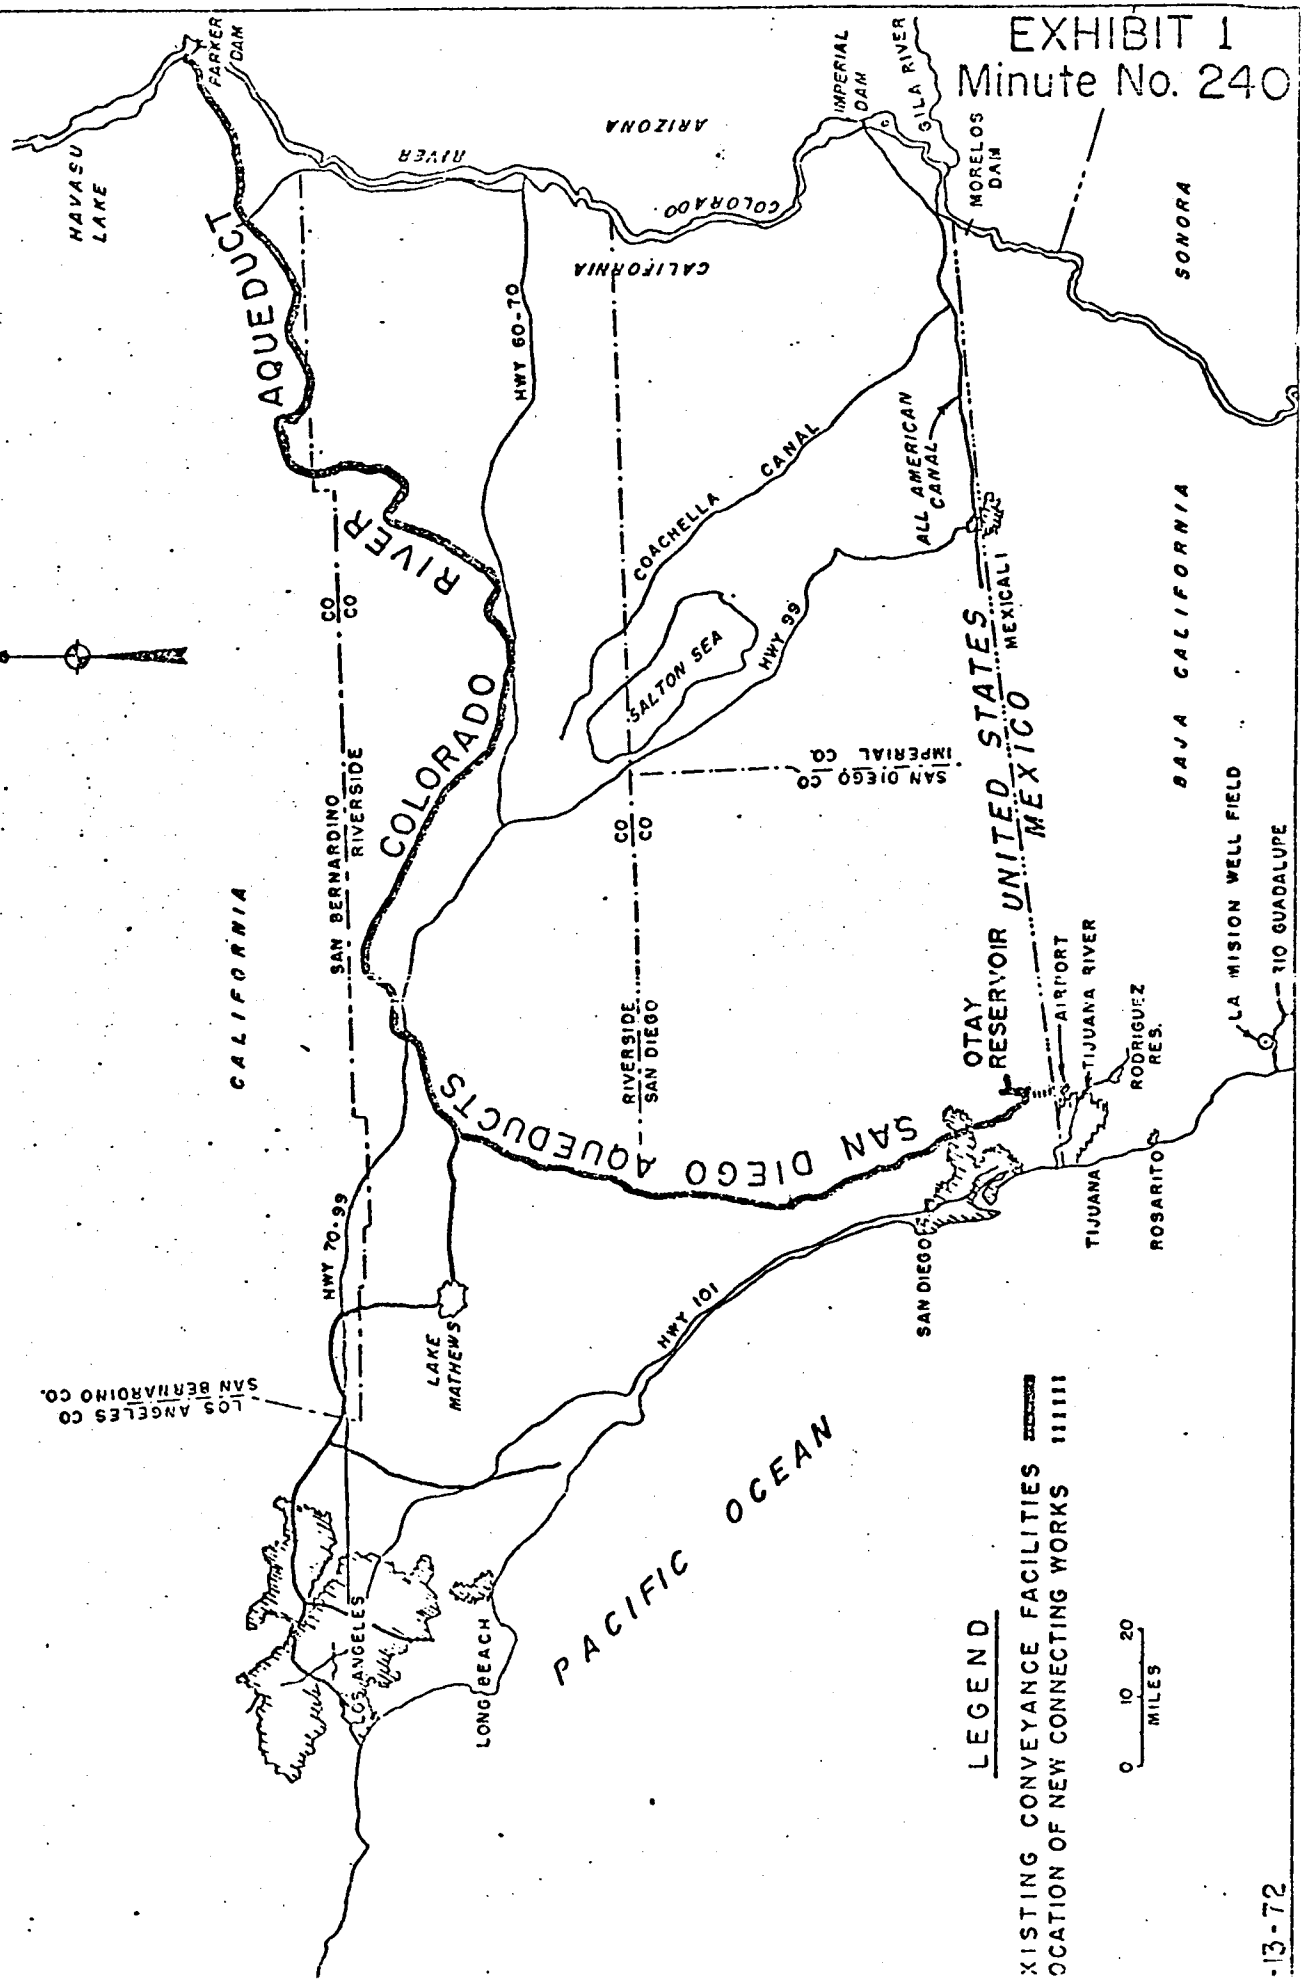 EXHIBIT 1
Minute No. 240
HAVASU
LAKE
PARKER
DAM
AQUEDUCT
RIVER
COLORADO
RIVER
ARIZONA
COLORADO
CALIFORNIA
IMPERIAL
DAM
GILA RIVER
MORELOS
DAM
SONORA
HWY 60-70
COACHELLA CANAL
ALL AMERICAN
CANAL
CO
CO
SALTON SEA
HWY 99
UNITED STATES
MEXICO
MEXICALI
BAJA CALIFORNIA
CALIFORNIA
SAN BERNARDINO
RIVERSIDE
CO
CO
SAN DIEGO CO
IMPERIAL CO.
RIVERSIDE
SAN DIEGO
SAN DIEGO AQUEDUCTS
OTAY
RESERVOIR
AIRPORT
TIJUANA RIVER
RODRIGUEZ
RES.
LA MISION WELL FIELD
RIO GUADALUPE
TIJUANA
ROSARITO
SAN DIEGO
HWY 101
HWY 70-99
LAKE
MATHEWS
LOS ANGELES CO
SAN BERNARDINO CO.
LOS ANGELES
LONG BEACH
PACIFIC OCEAN
LEGEND
XISTING CONVEYANCE FACILITIES
OCATION OF NEW CONNECTING WORKS
0 10 20
MILES
-13-72